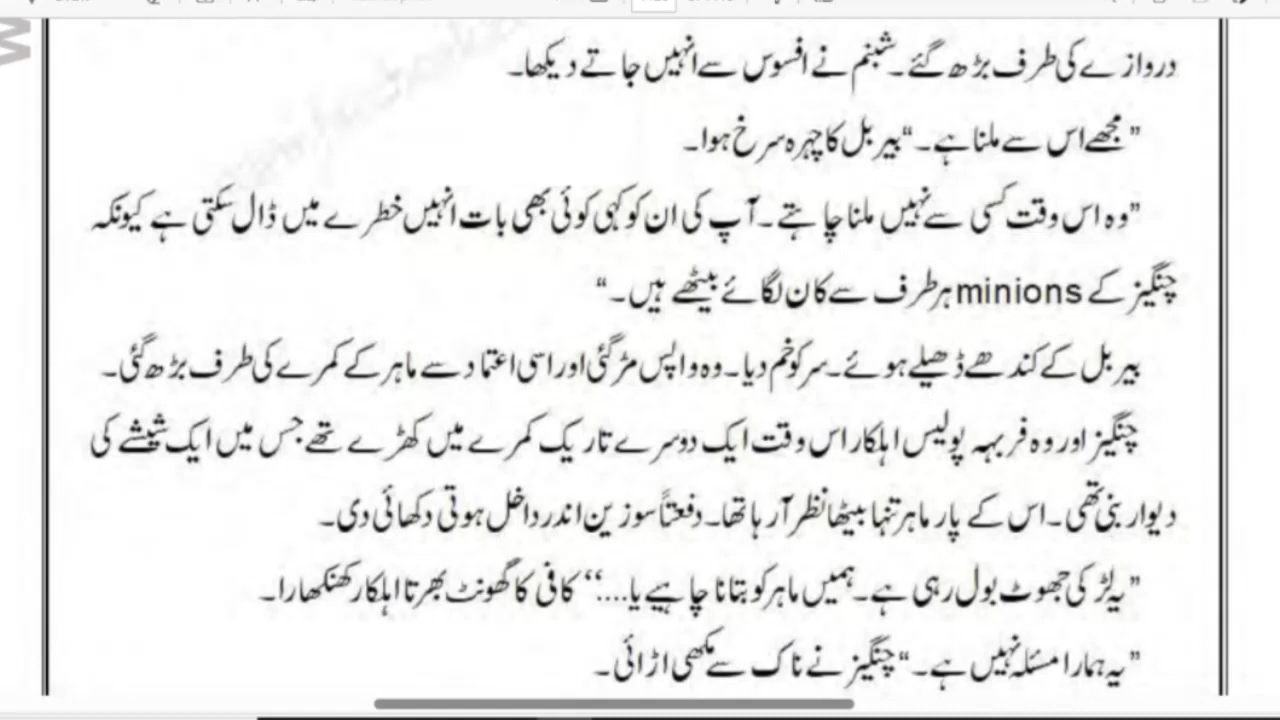 دروازے کی طرف بڑھ گئے۔ شبنم نے افسوس سے انہیں جاتے دیکھا۔
”مجھے اس سے ملنا ہے۔“ بیربل کا چہرہ سرخ ہوا۔
”وہ اس وقت کسی سے نہیں ملنا چاہتے۔ آپ کی ان کو کہی کوئی بھی بات انہیں خطرے میں ڈال سکتی ہے کیونکہ
چنگیز کے minions ہر طرف سے کان لگائے بیٹھے ہیں۔“
بیربل کے کندھے ڈھیلے ہوئے۔ سر کو خم دیا۔ وہ واپس مڑ گئی اور اسی اعتماد سے ماہر کے کمرے کی طرف بڑھ گئی۔
چنگیز اور وہ فربہہ پولیس اہلکار اس وقت ایک دوسرے تاریک کمرے میں کھڑے تھے جس میں ایک شیشے کی
دیوار بنی تھی۔ اس کے پار ماہر تنہا بیٹھا نظر آ رہا تھا۔ دفعتاً سوزین اندر داخل ہوتی دکھائی دی۔
”یہ لڑکی جھوٹ بول رہی ہے۔ ہمیں ماہر کو بتانا چاہیے یا....‘‘ کافی کا گھونٹ بھرتا اہلکار کھنکھارا۔
”یہ ہمارا مسئلہ نہیں ہے۔“ چنگیز نے ناک سے مکھی اڑائی۔